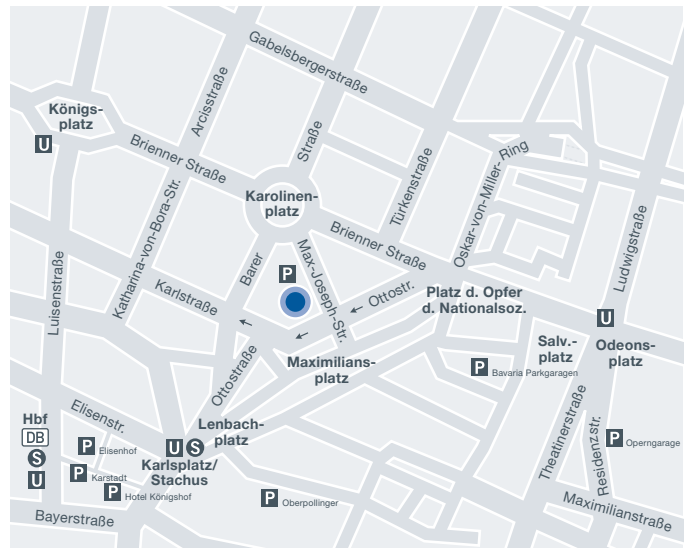 Gabelsbergerstraße
Königs-
platz
U
Arcisstraße
Brienner Straße
Straße
Türkenstraße
Oskar-von-Miller-Ring
Karolinen-
platz
Katharina-von-Bora-Str.
Brienner Straße
Ludwigstraße
Luisenstraße
Karlstraße
Barer
P
Max-Joseph-Str.
Ottostr.
Platz d. Opfer
d. Nationalsoz.
U
Odeons-
platz
Salv.-
platz
P Bavaria Parkgaragen
Maximilians-
platz
Ottostraße
Theatinerstraße
Residenzstr.
P Operngarage
Elisenstr.
Lenbach-
platz
Hbf
DB
S
U
P Elisenhof
U S
Karlsplatz/
Stachus
P Karstadt
P Hotel Königshof
P Oberpollinger
Bayerstraße
Maximilianstraße